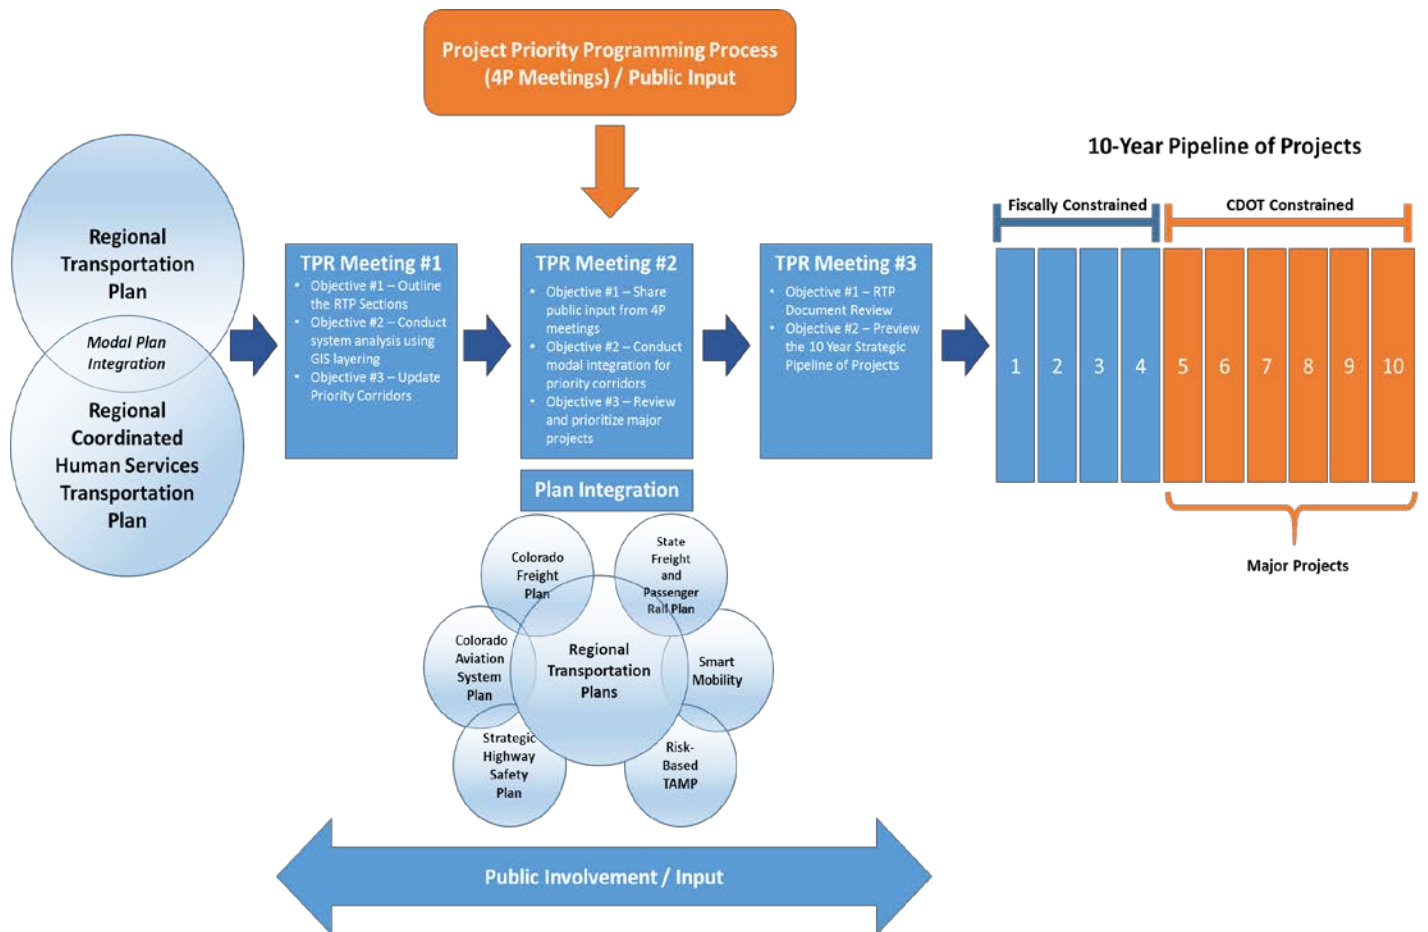 Project Priority Programming Process
(4P Meetings) / Public Input
10-Year Pipeline of Projects
Fiscally Constrained
CDOT Constrained
Regional
Transportation
Plan
Modal Plan
Integration
Regional
Coordinated
Human Services
Transportation
Plan
TPR Meeting #1
• Objective #1 – Outline
the RTP Sections
• Objective #2 – Conduct
system analysis using
GIS layering
• Objective #3 – Update
Priority Corridors
TPR Meeting #2
• Objective #1 – Share
public input from 4P
meetings
• Objective #2 – Conduct
modal integration for
priority corridors
• Objective #3 – Review
and prioritize major
projects
TPR Meeting #3
• Objective #1 – RTP
Document Review
• Objective #2 – Preview
the 10 Year Strategic
Pipeline of Projects
1 2 3 4 5 6 7 8 9 10
Major Projects
Plan Integration
Colorado
Freight
Plan
State
Freight
and
Passenger
Rail Plan
Colorado
Aviation
System
Plan
Regional
Transportation
Plans
Smart
Mobility
Strategic
Highway
Safety
Plan
Risk-
Based
TAMP
Public Involvement / Input